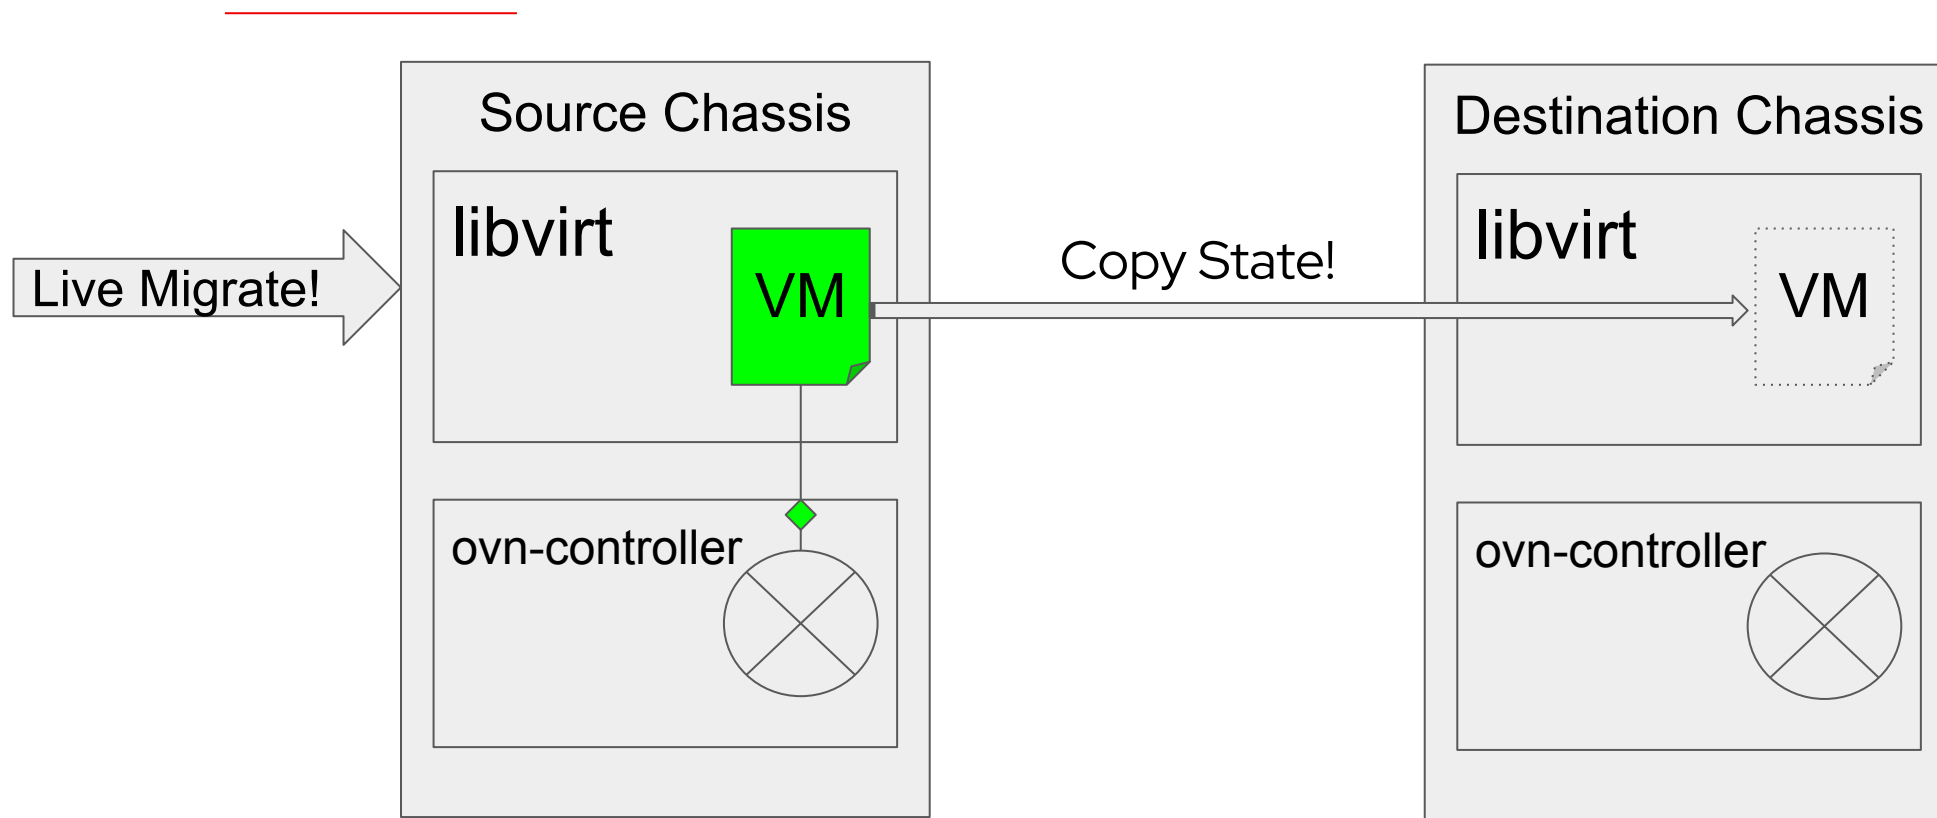 Source Chassis
Destination Chassis
libvirt
libvirt
Live Migrate!
VM
Copy State!
VM
ovn-controller
ovn-controller